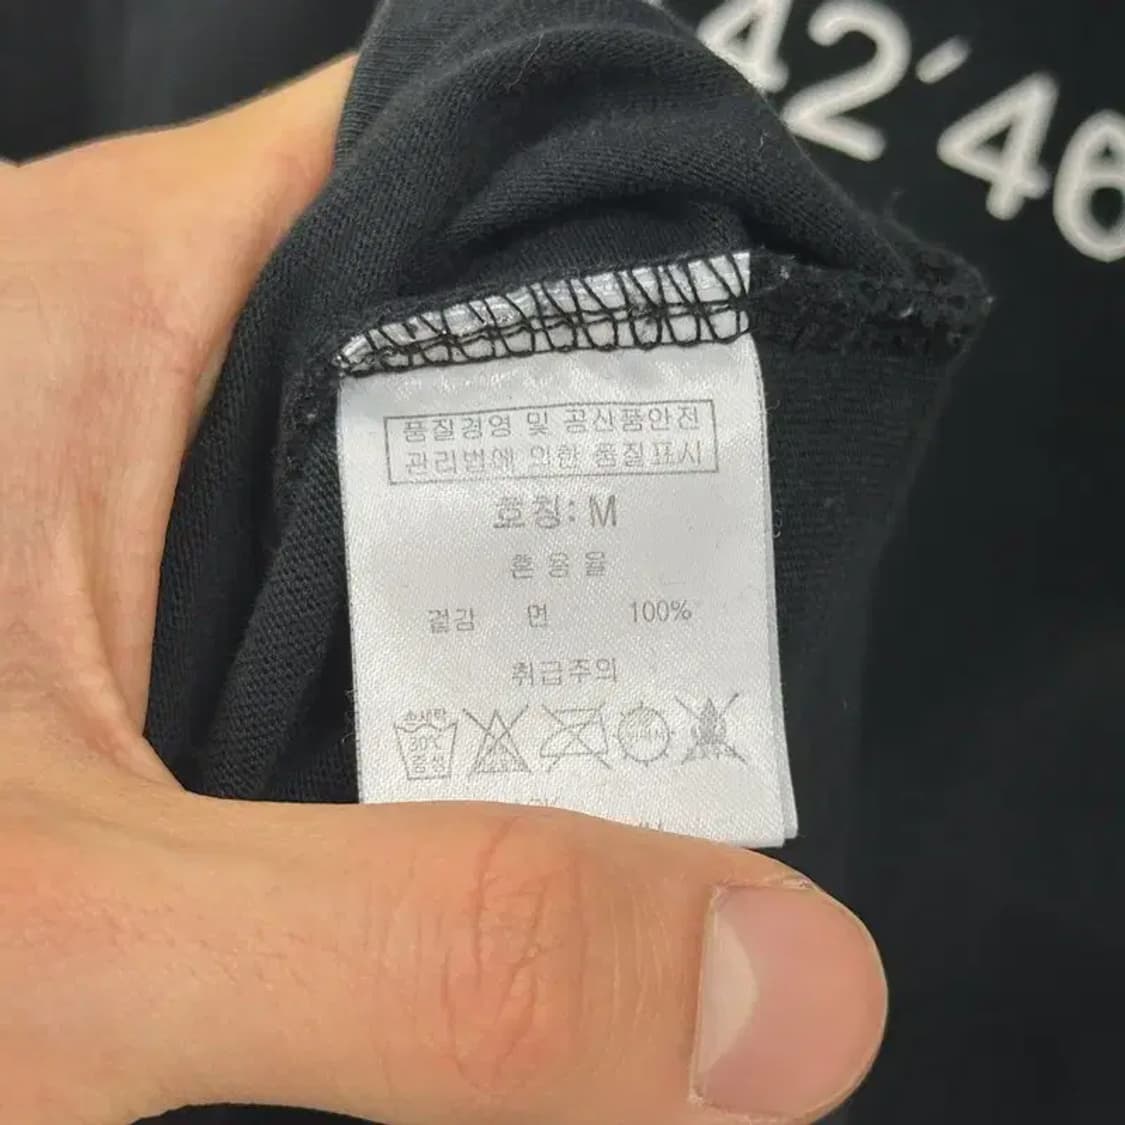 42′46
품질경영 및 공산품안전
관리법에 의한 품질표시
호칭: M
혼 용 율
겉감 면 100%
취급주의
손세탁
30℃
중성